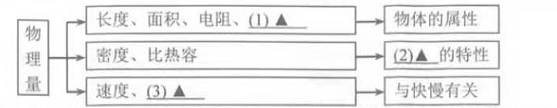 物理量
长度、面积、电阻、(1)▲
物体的属性
密度、比热容
(2)▲的特性
速度、(3)▲
与快慢有关